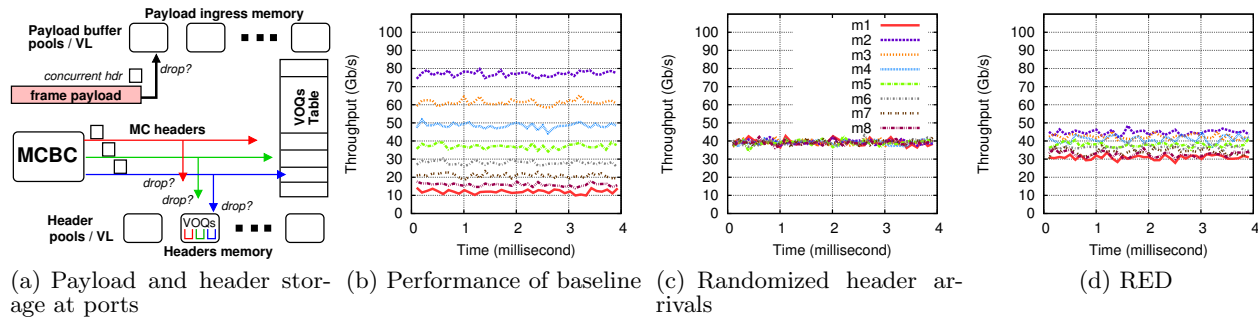 Payload ingress memory
Payload buffer
pools / VL
concurrent hdr
drop?
frame payload
VOQs
Table
MC headers
MCBC
drop?
drop?
drop?
Header
pools / VL
VOQs
Headers memory
(a) Payload and header stor-
age at ports
Throughput (Gb/s)
100
90
80
70
60
50
40
30
20
10
0
0 1 2 3 4
Time (millisecond)
(b) Performance of baseline
Throughput (Gb/s)
100
90
80
70
60
50
40
30
20
10
0
m1
m2
m3
m4
m5
m6
m7
m8
0 1 2 3 4
Time (millisecond)
(c) Randomized header ar-
rivals
Throughput (Gb/s)
100
90
80
70
60
50
40
30
20
10
0
0 1 2 3 4
Time (millisecond)
(d) RED